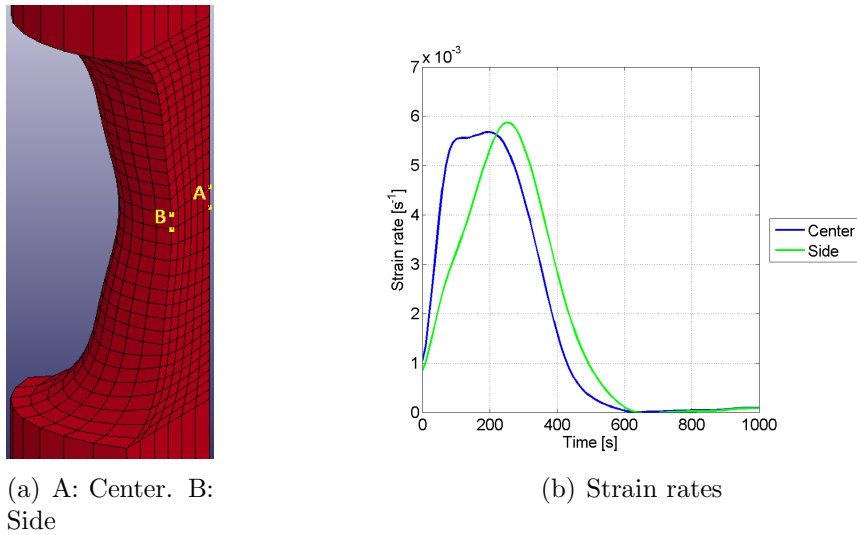 A
B
7 × 10⁻³
6
5
4
3
2
1
0
0 200 400 600 800 1000
Strain rate [s⁻¹]
Time [s]
Center
Side
(a) A: Center. B:
Side
(b) Strain rates